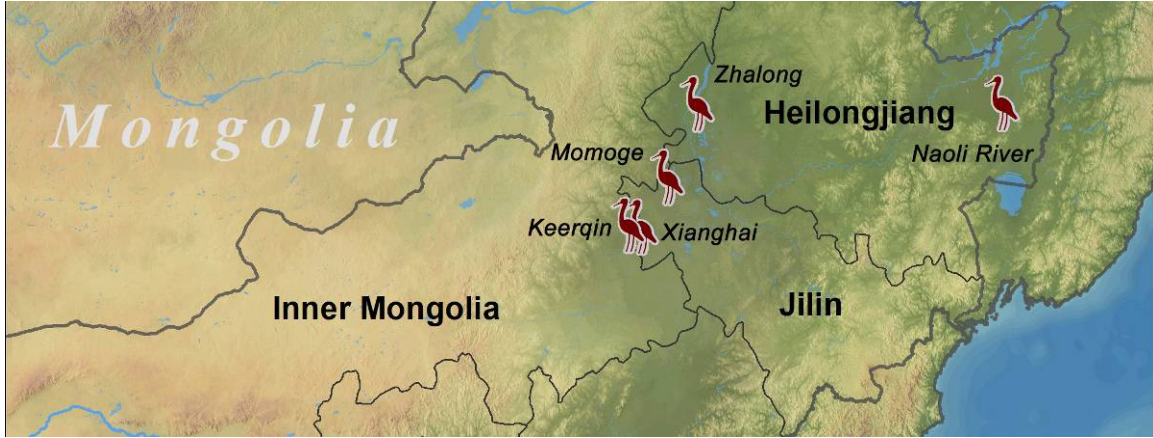 Zhalong
Mongolia
Heilongjiang
Momoge
Naoli River
Keerqin
Xianghai
Inner Mongolia
Jilin